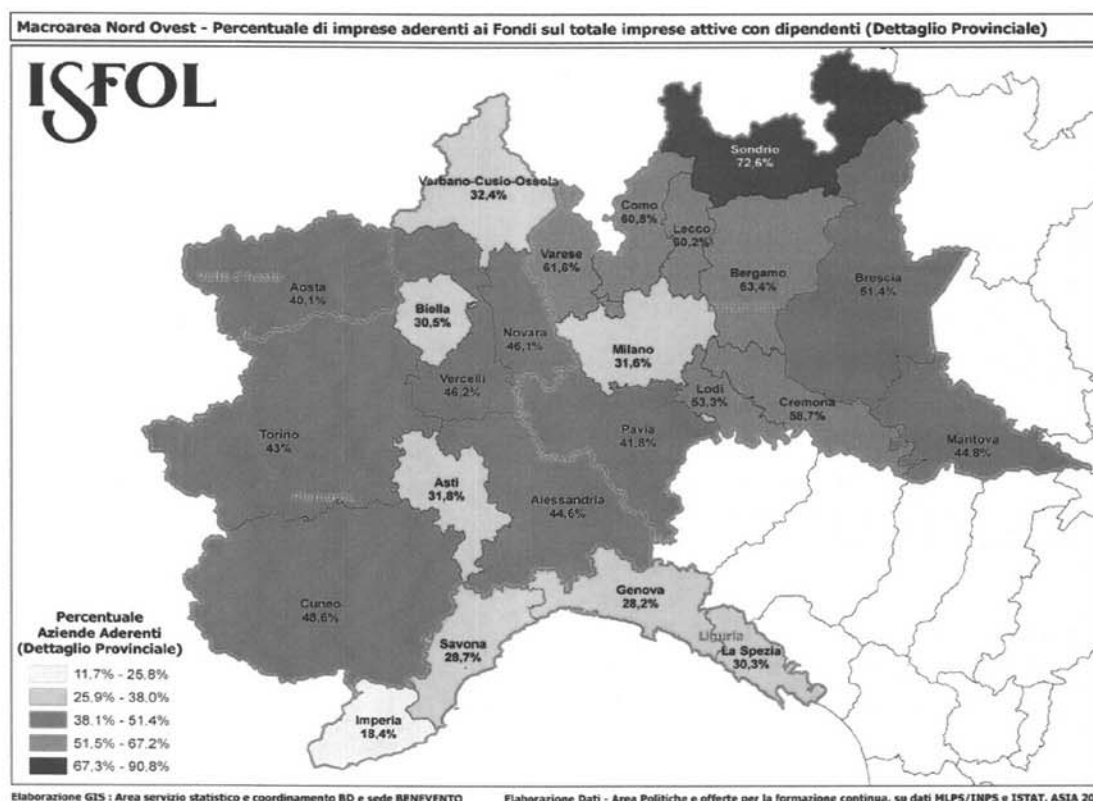 Macroarea Nord Ovest - Percentuale di imprese aderenti ai Fondi sul totale imprese attive con dipendenti (Dettaglio Provinciale)
ISFOL
Sondrio
72,6%
Verbano-Cusio-Ossola
32,4%
Como
60,8%
Lecco
60,2%
Varese
61,6%
Bergamo
63,4%
Brescia
51,4%
Aosta
40,1%
Biella
30,5%
Novara
46,1%
Milano
31,6%
Vercelli
46,2%
Lodi
53,3%
Cremona
58,7%
Torino
43%
Pavia
41,8%
Mantova
44,8%
Asti
31,8%
Alessandria
44,6%
Cuneo
48,6%
Genova
28,2%
Savona
28,7%
Liguria
La Spezia
30,3%
Imperia
18,4%
Percentuale
Aziende Aderenti
(Dettaglio Provinciale)
11.7% - 25.8%
25.9% - 38.0%
38.1% - 51.4%
51.5% - 67.2%
67.3% - 90.8%
Elaborazione GIS : Area servizio statistico e coordinamento BD e sede BENEVENTO
Elaborazione Dati - Area Politiche e offerte per la formazione continua, su dati MLPS/INPS e ISTAT, ASIA 20